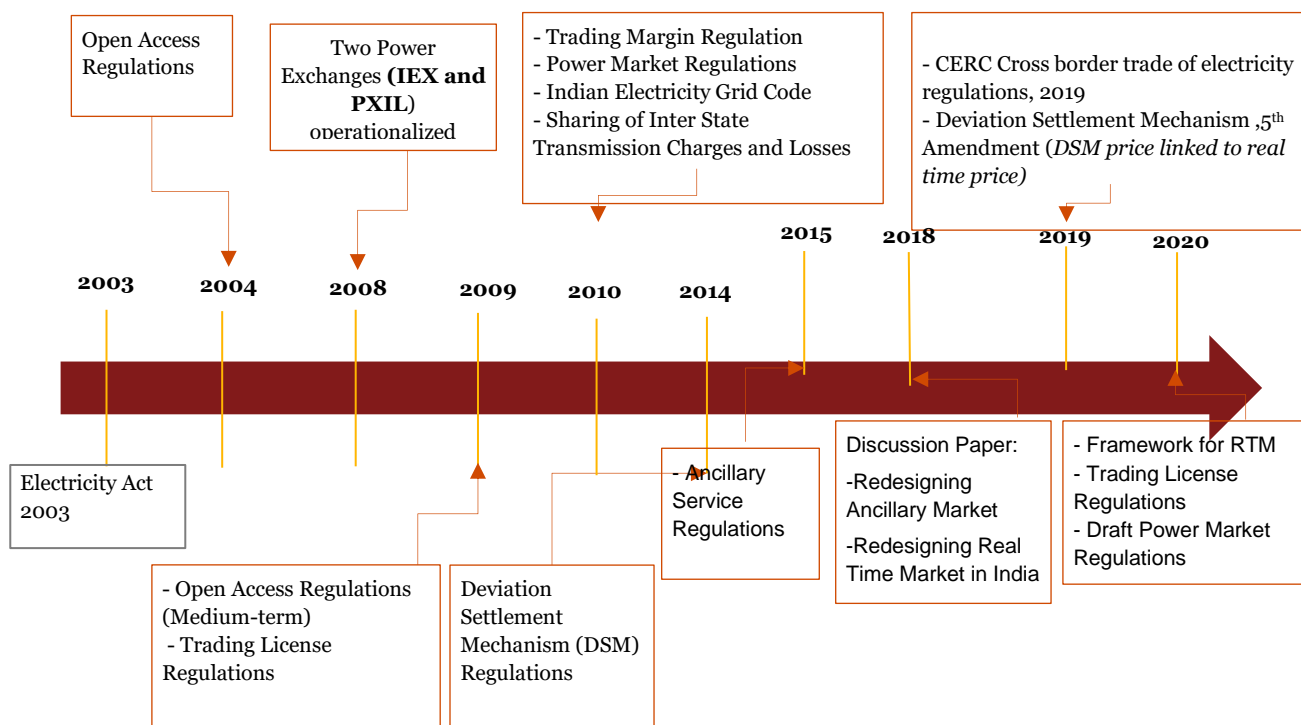 Open Access
Regulations
Two Power
Exchanges (IEX and
PXIL)
operationalized
- Trading Margin Regulation
- Power Market Regulations
- Indian Electricity Grid Code
- Sharing of Inter State
Transmission Charges and Losses
- CERC Cross border trade of electricity
regulations, 2019
- Deviation Settlement Mechanism ,5th
Amendment (DSM price linked to real
time price)
2003
2004
2008
2009
2010
2014
2015
2018
2019
2020
Electricity Act
2003
- Open Access Regulations
(Medium-term)
- Trading License
Regulations
Deviation
Settlement
Mechanism (DSM)
Regulations
- Ancillary
Service
Regulations
Discussion Paper:
-Redesigning
Ancillary Market
-Redesigning Real
Time Market in India
- Framework for RTM
- Trading License
Regulations
- Draft Power Market
Regulations